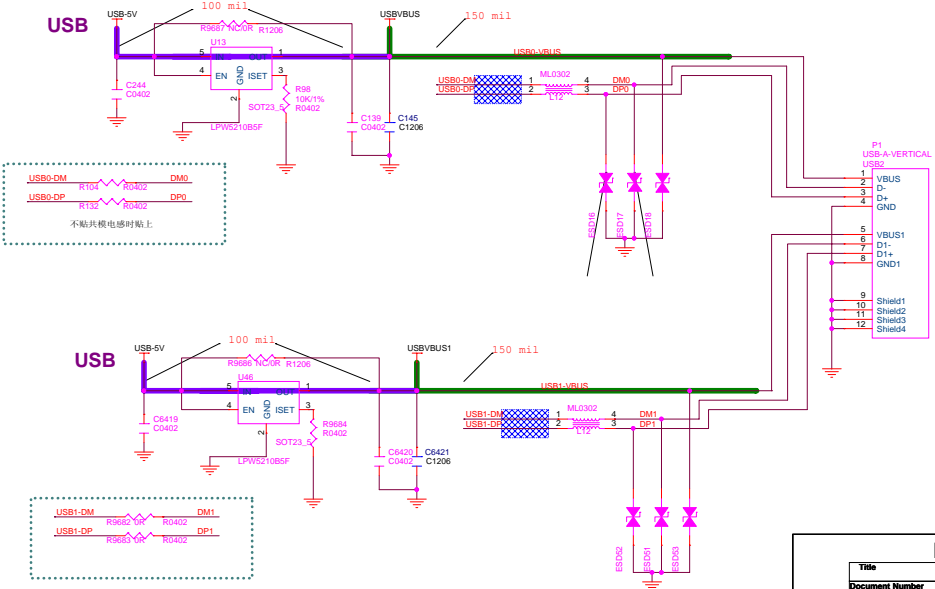 USB
USB-5V
100 mil
R9687 NC/0R R1206
USBVBUS
150 mil
U13
5
OUT
1
USB0-VBUS
4
EN
ISET
3
GND
2
R98
10K/1%
R0402
SOT23_5
LPW5210B5F
C244
C0402
C139
C0402
C145
C1206
USB0-DM
USB0-DP
1
2
ML0302
L12
4
3
DM0
DP0
USB0-DM
R104
R0402
DM0
USB0-DP
R132
R0402
DP0
不贴共模电感时贴上
ESD16
ESD17
ESD18
P1
USB-A-VERTICAL
USB2
1 VBUS
2 D-
3 D+
4 GND
5 VBUS1
6 D1-
7 D1+
8 GND1
9 Shield1
10 Shield2
11 Shield3
12 Shield4
USB
USB-5V
100 mil
R9686 NC/0R R1206
USBVBUS1
150 mil
U46
5
OUT
1
USB1-VBUS
4
EN
ISET
3
GND
2
R9684
R0402
SOT23_5
LPW5210B5F
C6419
C0402
C6420
C0402
C6421
C1206
USB1-DM
USB1-DP
1
2
ML0302
L12
4
3
DM1
DP1
USB1-DM
R9682 0R
R0402
DM1
USB1-DP
R9683 0R
R0402
DP1
ESD52
ESD51
ESD53
Title
Document Number